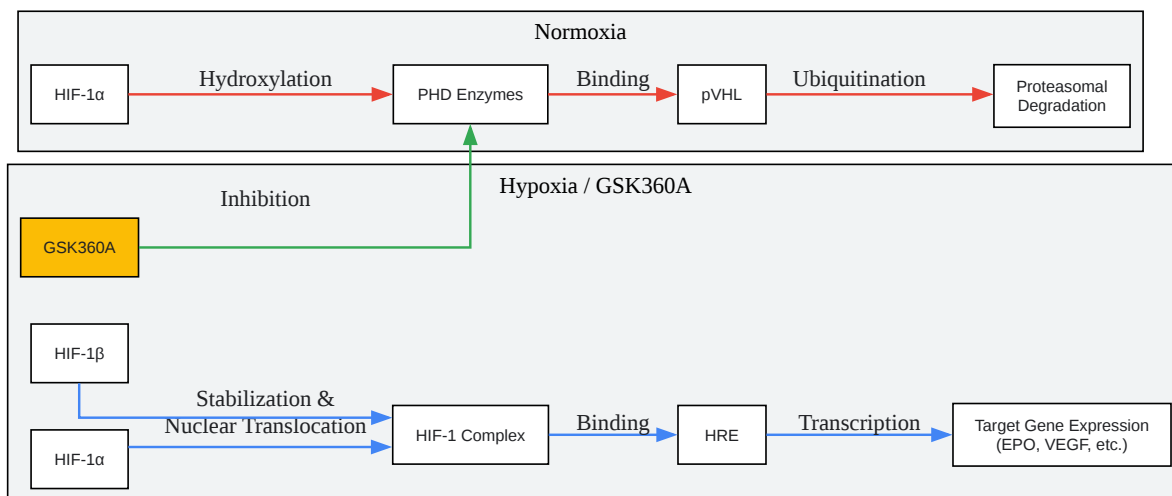 Normoxia
HIF-1α
Hydroxylation
PHD Enzymes
Binding
pVHL
Ubiquitination
Proteasomal
Degradation
Hypoxia / GSK360A
Inhibition
GSK360A
HIF-1β
Stabilization &
Nuclear Translocation
HIF-1α
HIF-1 Complex
Binding
HRE
Transcription
Target Gene Expression
(EPO, VEGF, etc.)